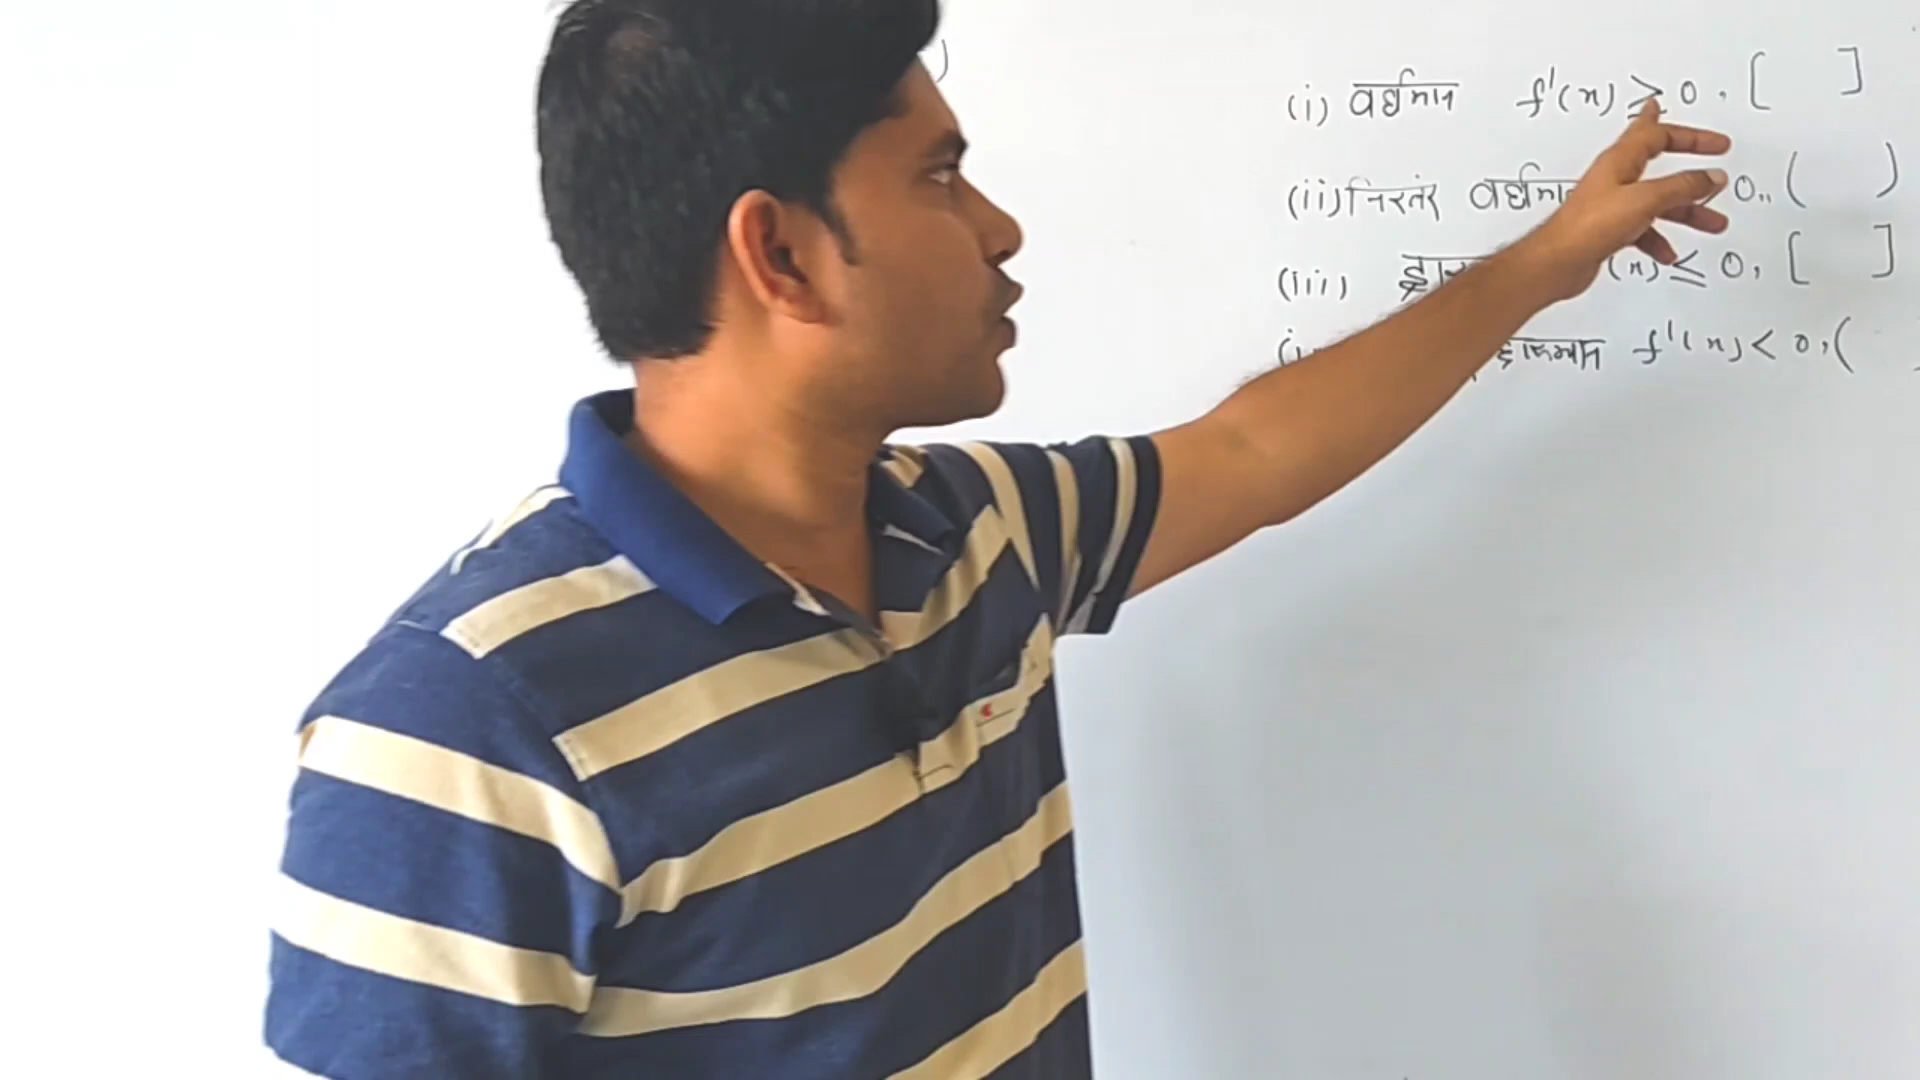 )
(i) वर्धमान f'(x) ≥ 0 , [ ]
(ii) निरंतर वर्धमान 0, ( )
(iii) (x) ≤ 0, [ ]
ह्रासमान f'(x) < 0, (